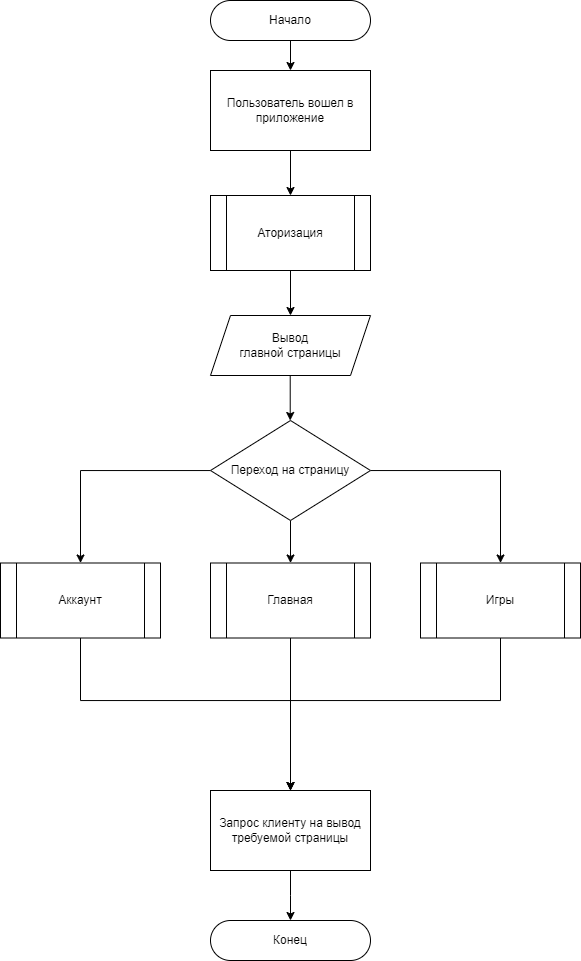 Начало
Пользователь вошел в
приложение
Аторизация
Вывод
главной страницы
Переход на страницу
Аккаунт
Главная
Игры
Запрос клиенту на вывод
требуемой страницы
Конец